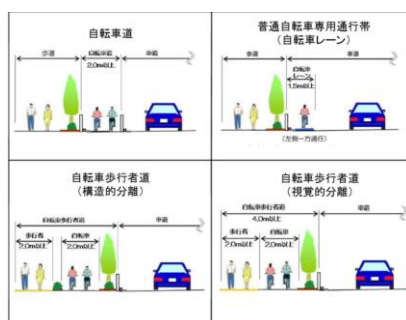 自転車道
歩道
自転車道
車道
2.0m以上
普通自転車専用通行帯
(自転車レーン)
歩道
車道
自転車
レーン
1.5m以上
(左側一方通行)
自転車歩行者道
(構造的分離)
自転車歩行者道
車道
歩行者
自転車
2.0m以上
2.0m以上
自転車歩行者道
(視覚的分離)
自転車歩行者道
4.0m以上
車道
歩行者
自転車
2.0m以上
2.0m以上